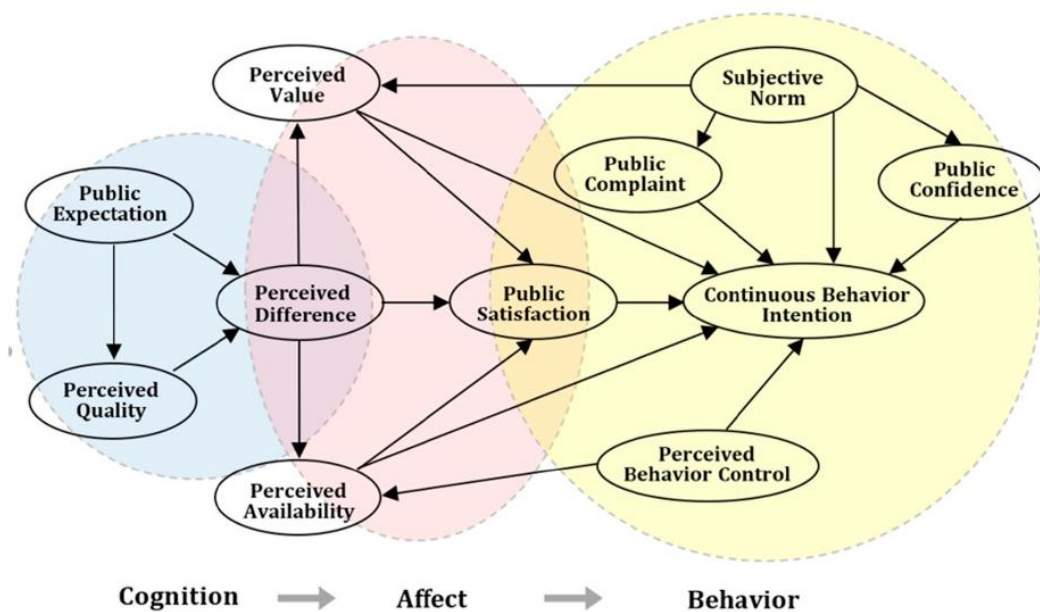 Perceived
Value
Subjective
Norm
Public
Complaint
Public
Confidence
Public
Expectation
Perceived
Difference
Public
Satisfaction
Continuous Behavior
Intention
Perceived
Quality
Perceived
Behavior Control
Perceived
Availability
Cognition
Affect
Behavior